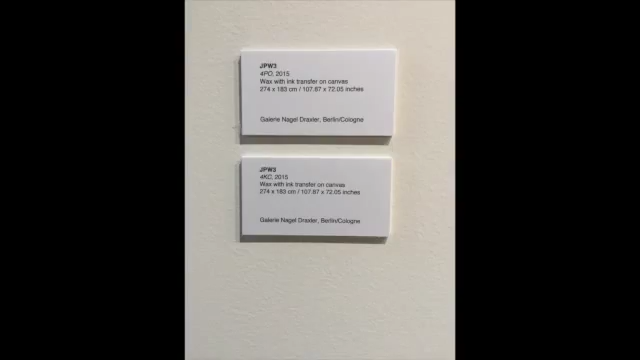 JPW3
4PO, 2015
Wax with ink transfer on canvas
274 x 183 cm / 107.87 x 72.05 inches
Galerie Nagel Draxler, Berlin/Cologne
JPW3
4KC, 2015
Wax with ink transfer on canvas
274 x 183 cm / 107.87 x 72.05 inches
Galerie Nagel Draxler, Berlin/Cologne